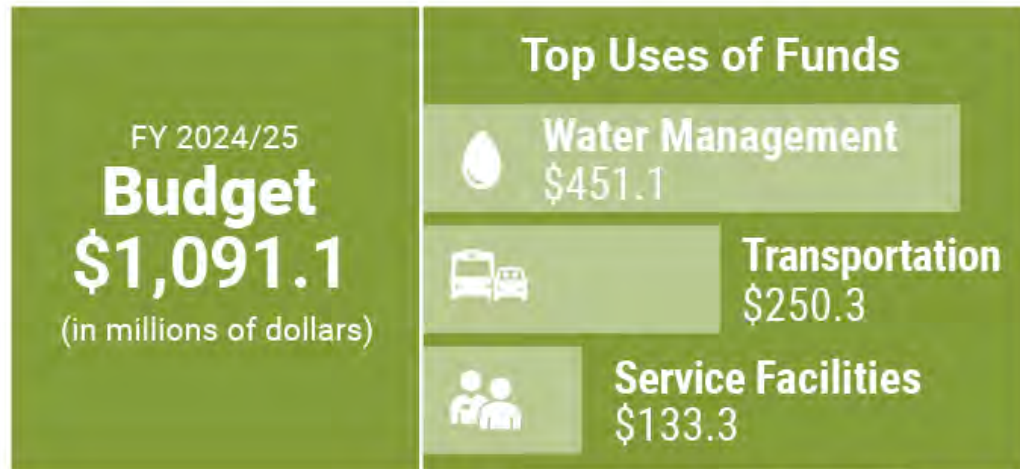 FY 2024/25
Budget
$1,091.1
(in millions of dollars)
Top Uses of Funds
Water Management
$451.1
Transportation
$250.3
Service Facilities
$133.3